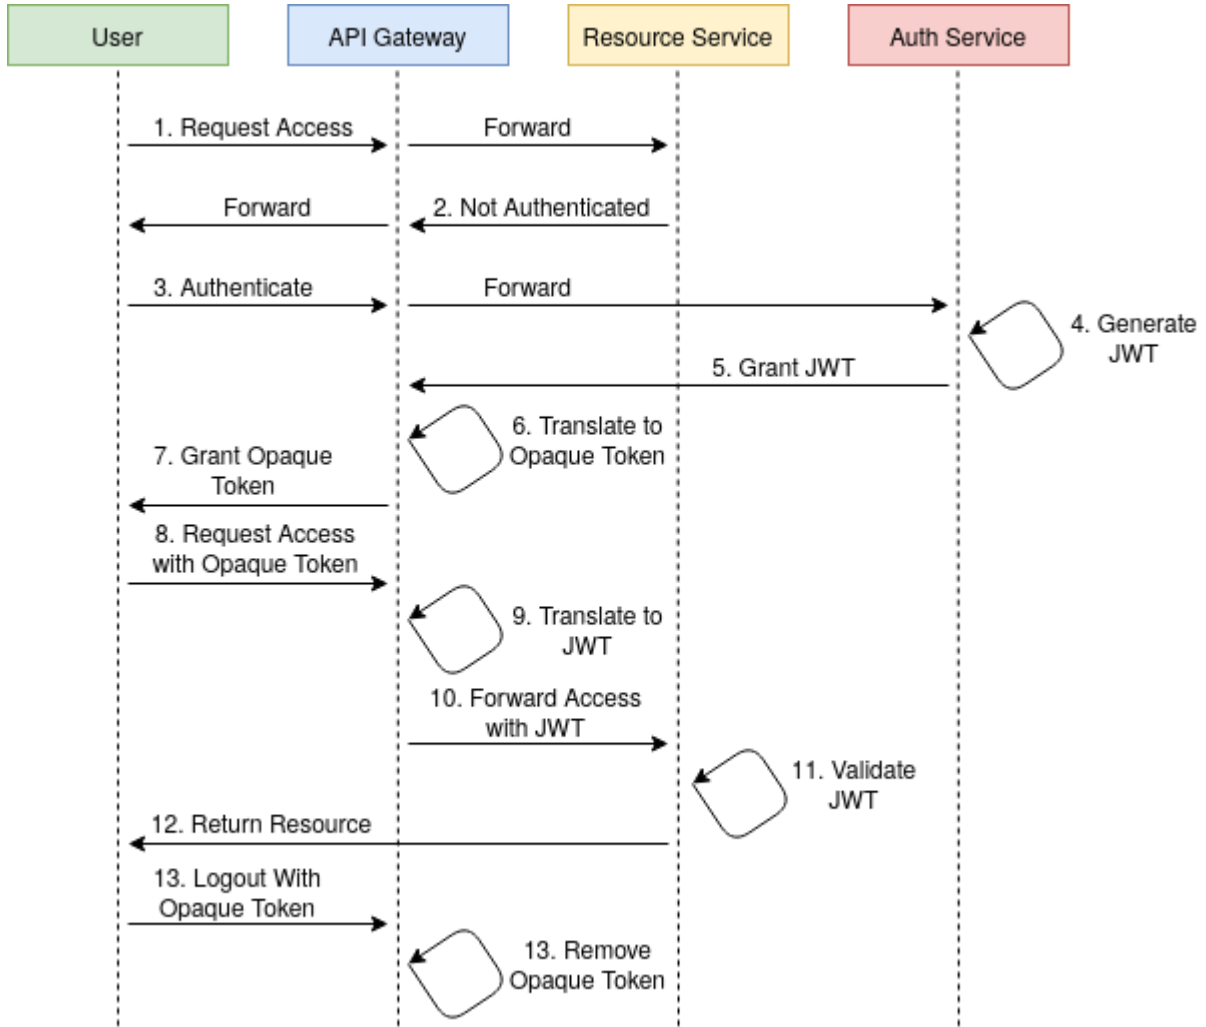 User
API Gateway
Resource Service
Auth Service
1. Request Access
Forward
Forward
2. Not Authenticated
3. Authenticate
Forward
4. Generate
JWT
5. Grant JWT
6. Translate to
Opaque Token
7. Grant Opaque
Token
8. Request Access
with Opaque Token
9. Translate to
JWT
10. Forward Access
with JWT
11. Validate
JWT
12. Return Resource
13. Logout With
Opaque Token
13. Remove
Opaque Token